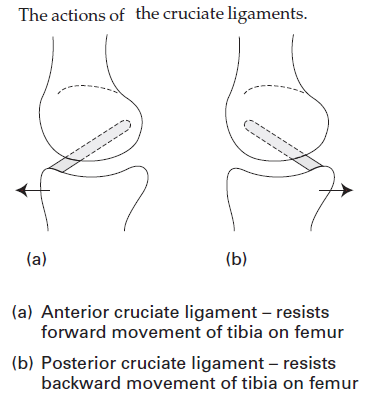 The actions of the cruciate ligaments.
(a)
(b)
(a) Anterior cruciate ligament – resists
forward movement of tibia on femur
(b) Posterior cruciate ligament – resists
backward movement of tibia on femur